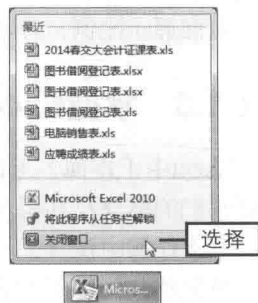 最近
2014春交大会计证课表.xls
图书借阅登记表.xlsx
图书借阅登记表.xlsx
图书借阅登记表.xls
电脑销售表.xls
应聘成绩表.xls
Microsoft Excel 2010
将此程序从任务栏解锁
关闭窗口
选择
Micros...